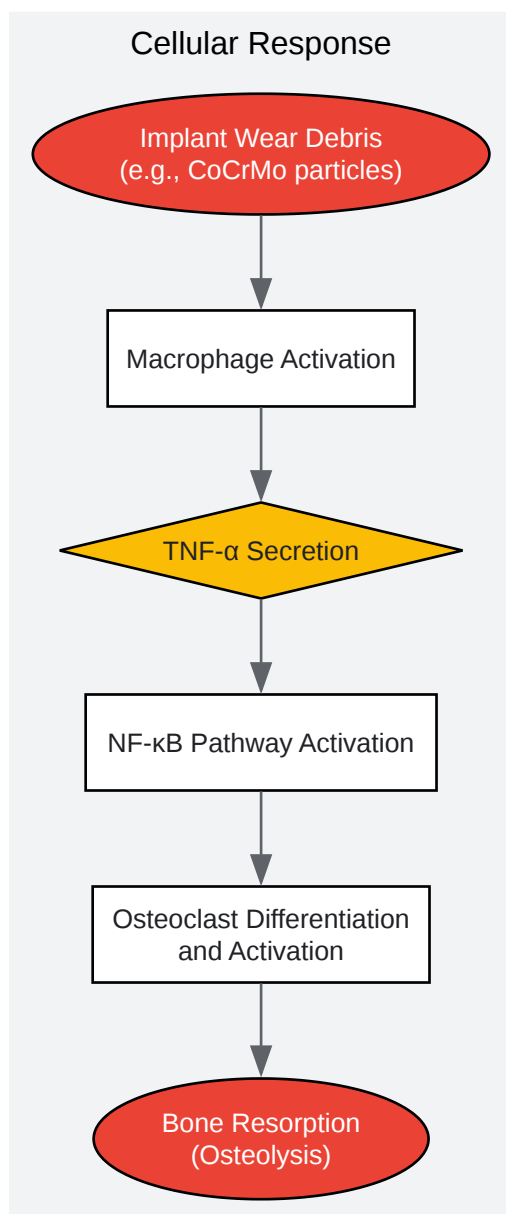 Cellular Response
Implant Wear Debris
(e.g., CoCrMo particles)
Macrophage Activation
TNF-α Secretion
NF-κB Pathway Activation
Osteoclast Differentiation
and Activation
Bone Resorption
(Osteolysis)